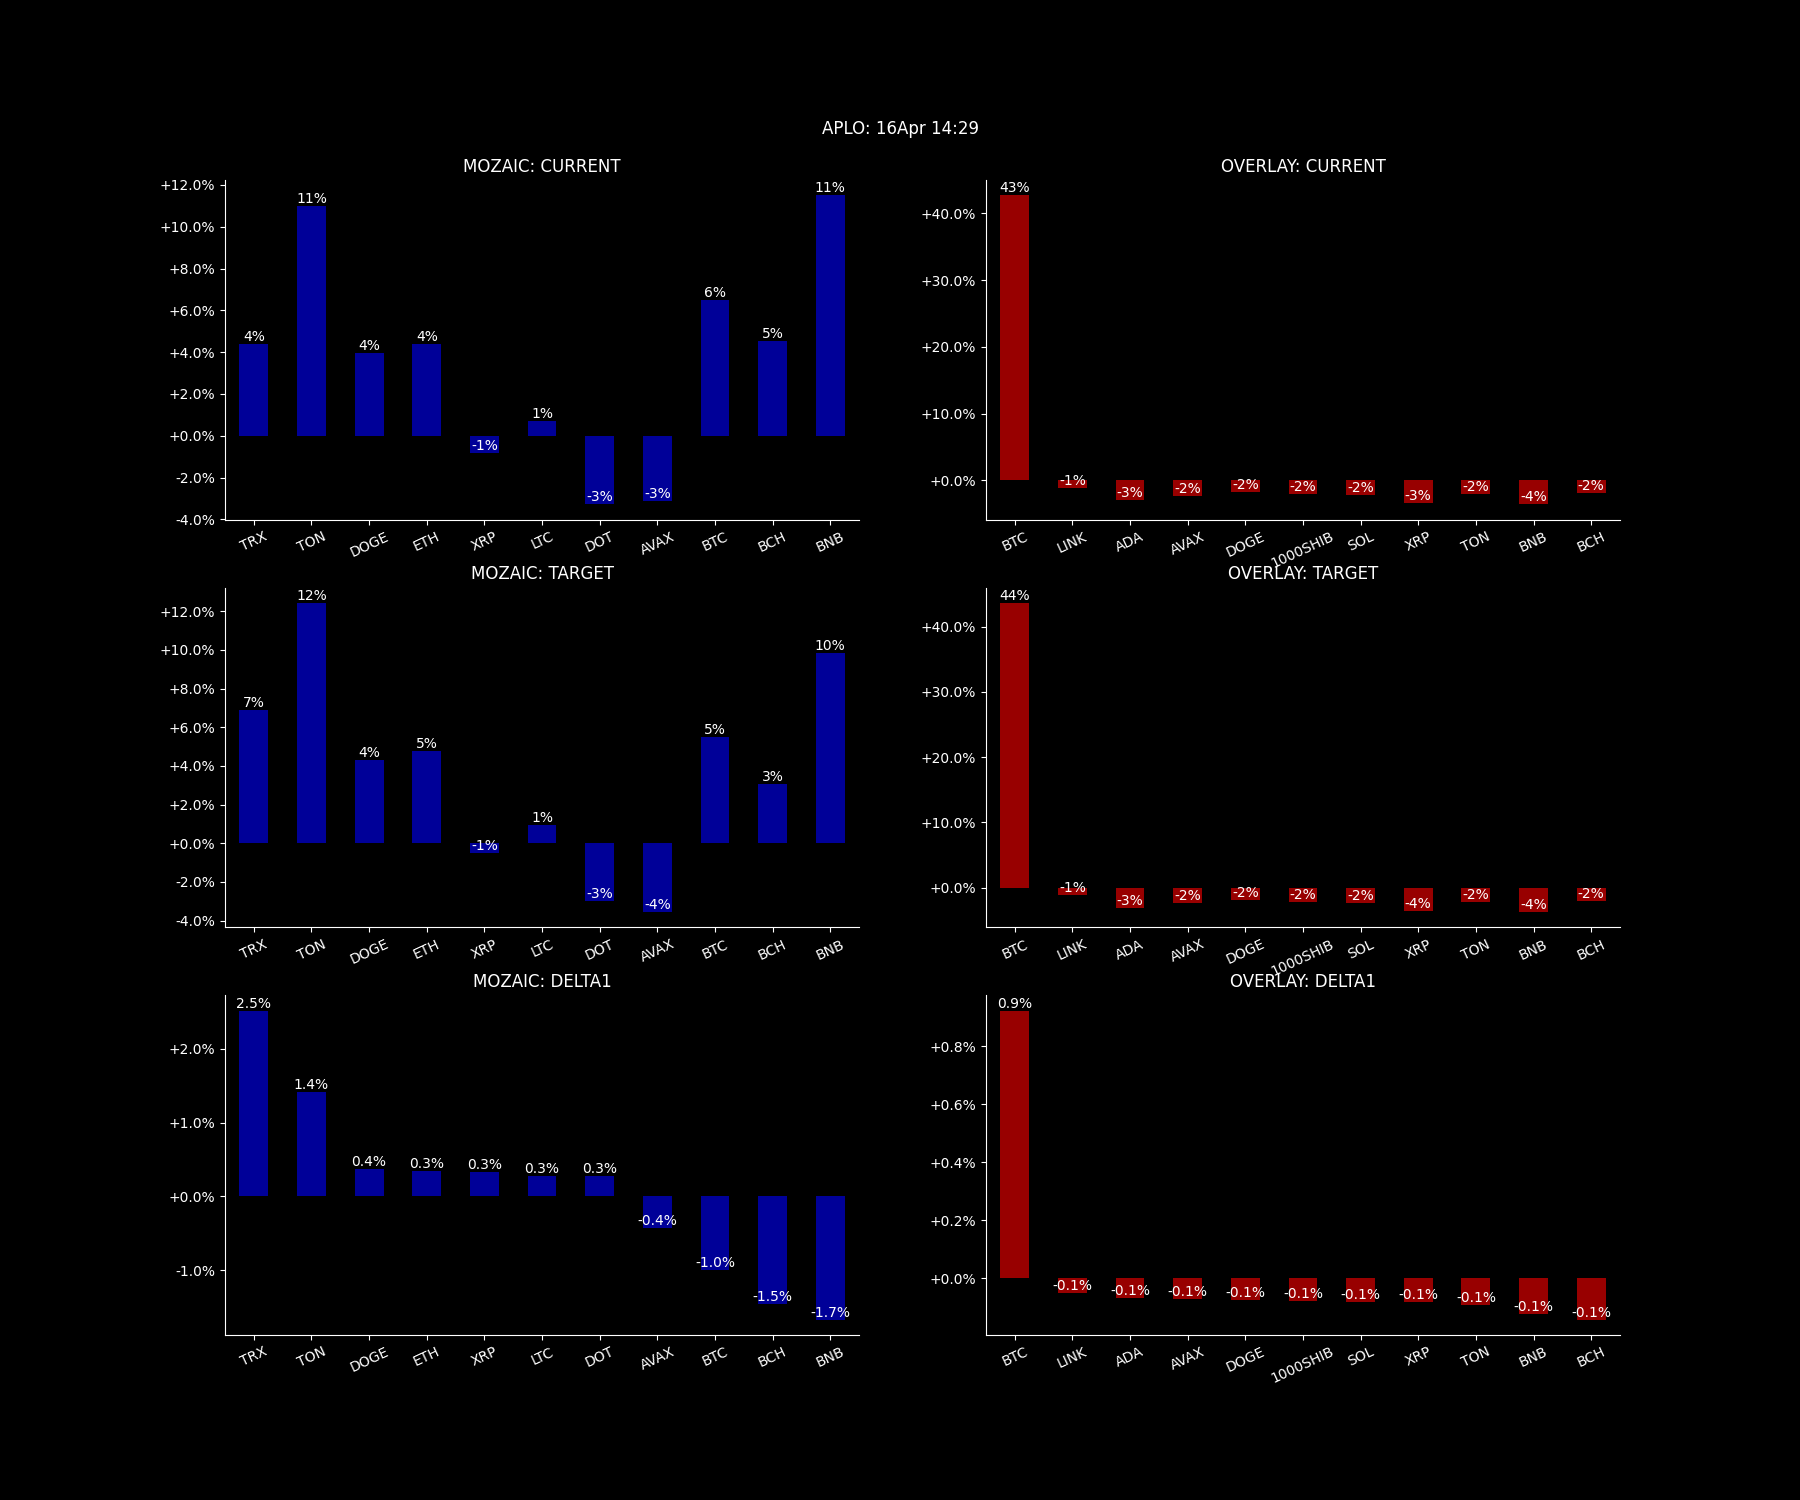 APLO: 16Apr 14:29
MOZAIC: CURRENT
+12.0%
+10.0%
+8.0%
+6.0%
+4.0%
+2.0%
+0.0%
-2.0%
-4.0%
4%
11%
4%
4%
-1%
1%
-3%
-3%
6%
5%
11%
TRX
TON
DOGE
ETH
XRP
LTC
DOT
AVAX
BTC
BCH
BNB
OVERLAY: CURRENT
+40.0%
+30.0%
+20.0%
+10.0%
+0.0%
43%
-1%
-3%
-2%
-2%
-2%
-2%
-3%
-2%
-4%
-2%
BTC
LINK
ADA
AVAX
DOGE
1000SHIB
SOL
XRP
TON
BNB
BCH
MOZAIC: TARGET
+12.0%
+10.0%
+8.0%
+6.0%
+4.0%
+2.0%
+0.0%
-2.0%
-4.0%
7%
12%
4%
5%
-1%
1%
-3%
-4%
5%
3%
10%
TRX
TON
DOGE
ETH
XRP
LTC
DOT
AVAX
BTC
BCH
BNB
OVERLAY: TARGET
+40.0%
+30.0%
+20.0%
+10.0%
+0.0%
44%
-1%
-3%
-2%
-2%
-2%
-2%
-4%
-2%
-4%
-2%
BTC
LINK
ADA
AVAX
DOGE
1000SHIB
SOL
XRP
TON
BNB
BCH
MOZAIC: DELTA1
+2.0%
+1.0%
+0.0%
-1.0%
2.5%
1.4%
0.4%
0.3%
0.3%
0.3%
0.3%
-0.4%
-1.0%
-1.5%
-1.7%
TRX
TON
DOGE
ETH
XRP
LTC
DOT
AVAX
BTC
BCH
BNB
OVERLAY: DELTA1
+0.8%
+0.6%
+0.4%
+0.2%
+0.0%
0.9%
-0.1%
-0.1%
-0.1%
-0.1%
-0.1%
-0.1%
-0.1%
-0.1%
-0.1%
-0.1%
BTC
LINK
ADA
AVAX
DOGE
1000SHIB
SOL
XRP
TON
BNB
BCH